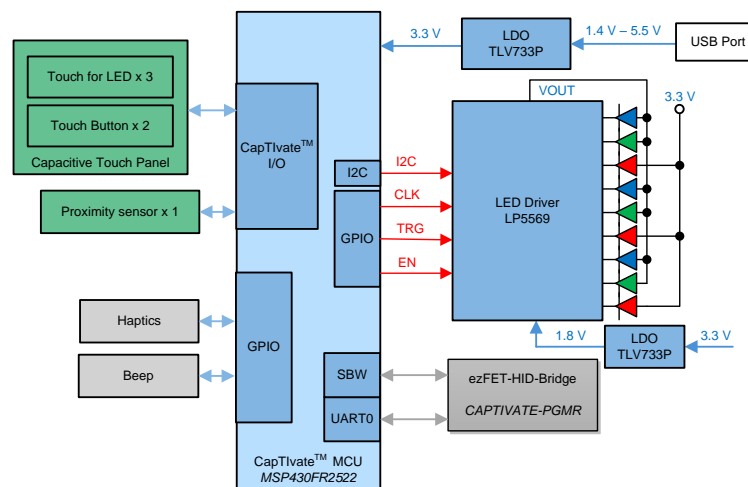 LDO
TLV733P
3.3 V
1.4 V – 5.5 V
USB Port
Touch for LED x 3
Touch Button x 2
Capacitive Touch Panel
CapTIvate™
I/O
VOUT
3.3 V
I2C
I2C
CLK
TRG
EN
GPIO
LED Driver
LP5569
Proximity sensor x 1
Haptics
Beep
GPIO
1.8 V
LDO
TLV733P
3.3 V
SBW
UART0
ezFET-HID-Bridge
CAPTIVATE-PGMR
CapTIvate™ MCU
MSP430FR2522